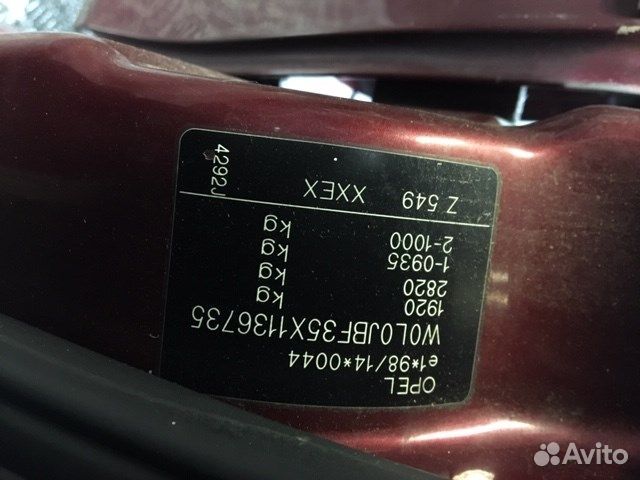 OPEL
e1*98/14*0044
W0L0JBF35X1136735
1920 kg
2820 kg
1-0935 kg
2-1000 kg
Z 549 XXEX
4292J
Avito